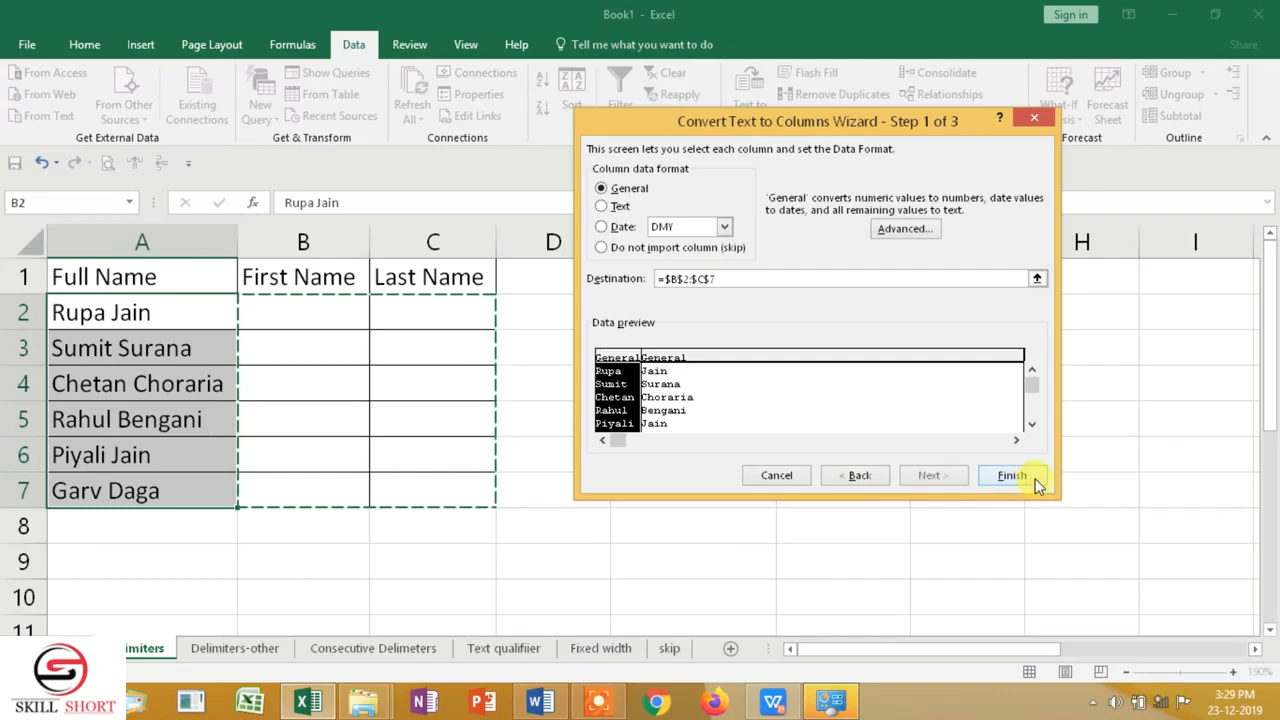 Book1 - Excel
Sign in
File Home Insert Page Layout Formulas Data Review View Help Tell me what you want to do Share
From Access
From Web
From Text
From Other
Sources
Existing
Connections
Get External Data
New
Query
Show Queries
From Table
Recent Sources
Get & Transform
Refresh
All
Connections
Properties
Edit Links
Connections
Sort
Filter
Clear
Reapply
Text to
Flash Fill
Remove Duplicates
Consolidate
Relationships
What-If
Analysis
Forecast
Sheet
Forecast
Group
Ungroup
Subtotal
Outline
B2
fx
Rupa Jain
A B C D H I
1 Full Name First Name Last Name
2 Rupa Jain
3 Sumit Surana
4 Chetan Choraria
5 Rahul Bengani
6 Piyali Jain
7 Garv Daga
8
9
10
11
Convert Text to Columns Wizard - Step 1 of 3
?
This screen lets you select each column and set the Data Format.
Column data format
General
Text
Date: DMY
Do not import column (skip)
'General' converts numeric values to numbers, date values
to dates, and all remaining values to text.
Advanced...
Destination: =$B$2:$C$7
Data preview
General General
Rupa Jain
Sumit Surana
Chetan Choraria
Rahul Bengani
Piyali Jain
Cancel < Back Next > Finish
Delimiters-other Consecutive Delimeters Text qualifiier Fixed width skip
190%
SKILL SHORT
3:29 PM
23-12-2019